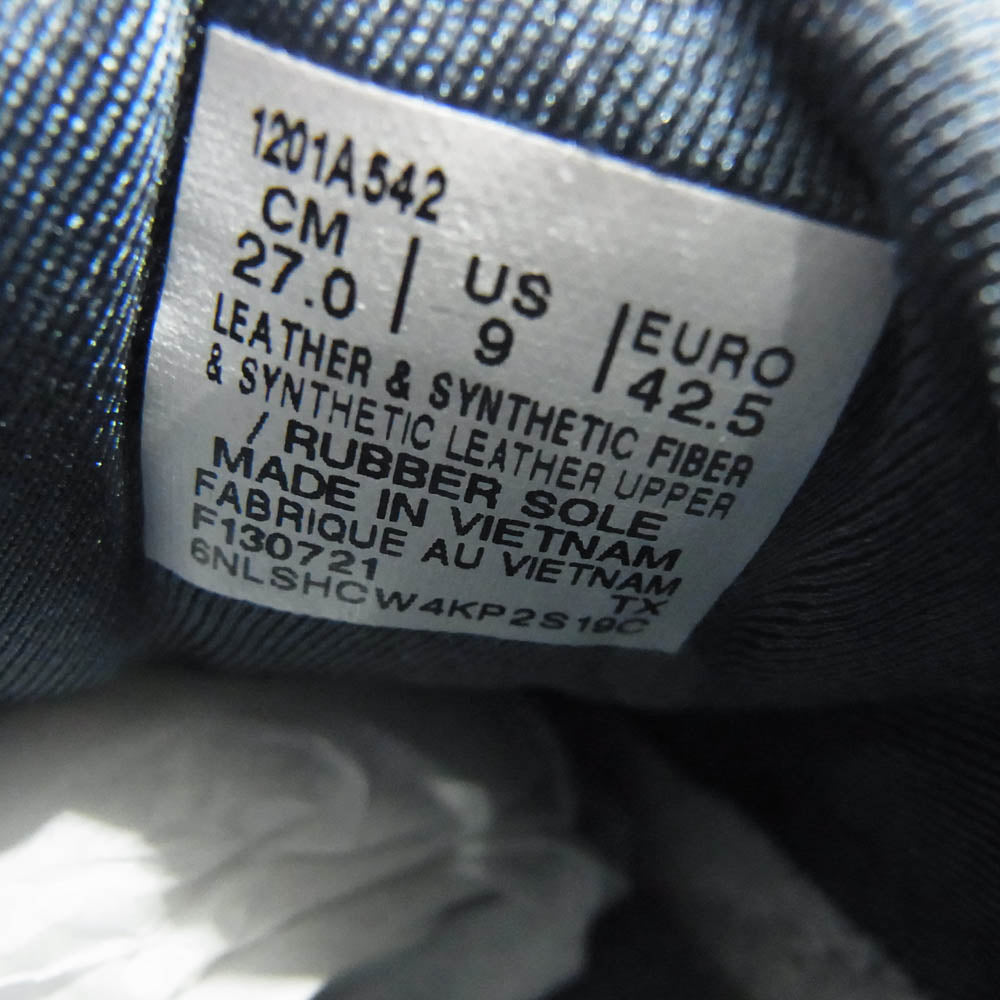 1201A542
CM | US | EURO
27.0 9 42.5
LEATHER & SYNTHETIC FIBER
& SYNTHETIC LEATHER UPPER
/ RUBBER SOLE
MADE IN VIETNAM
FABRIQUE AU VIETNAM
F130721 TX
6NLSHCW4KP2S19C